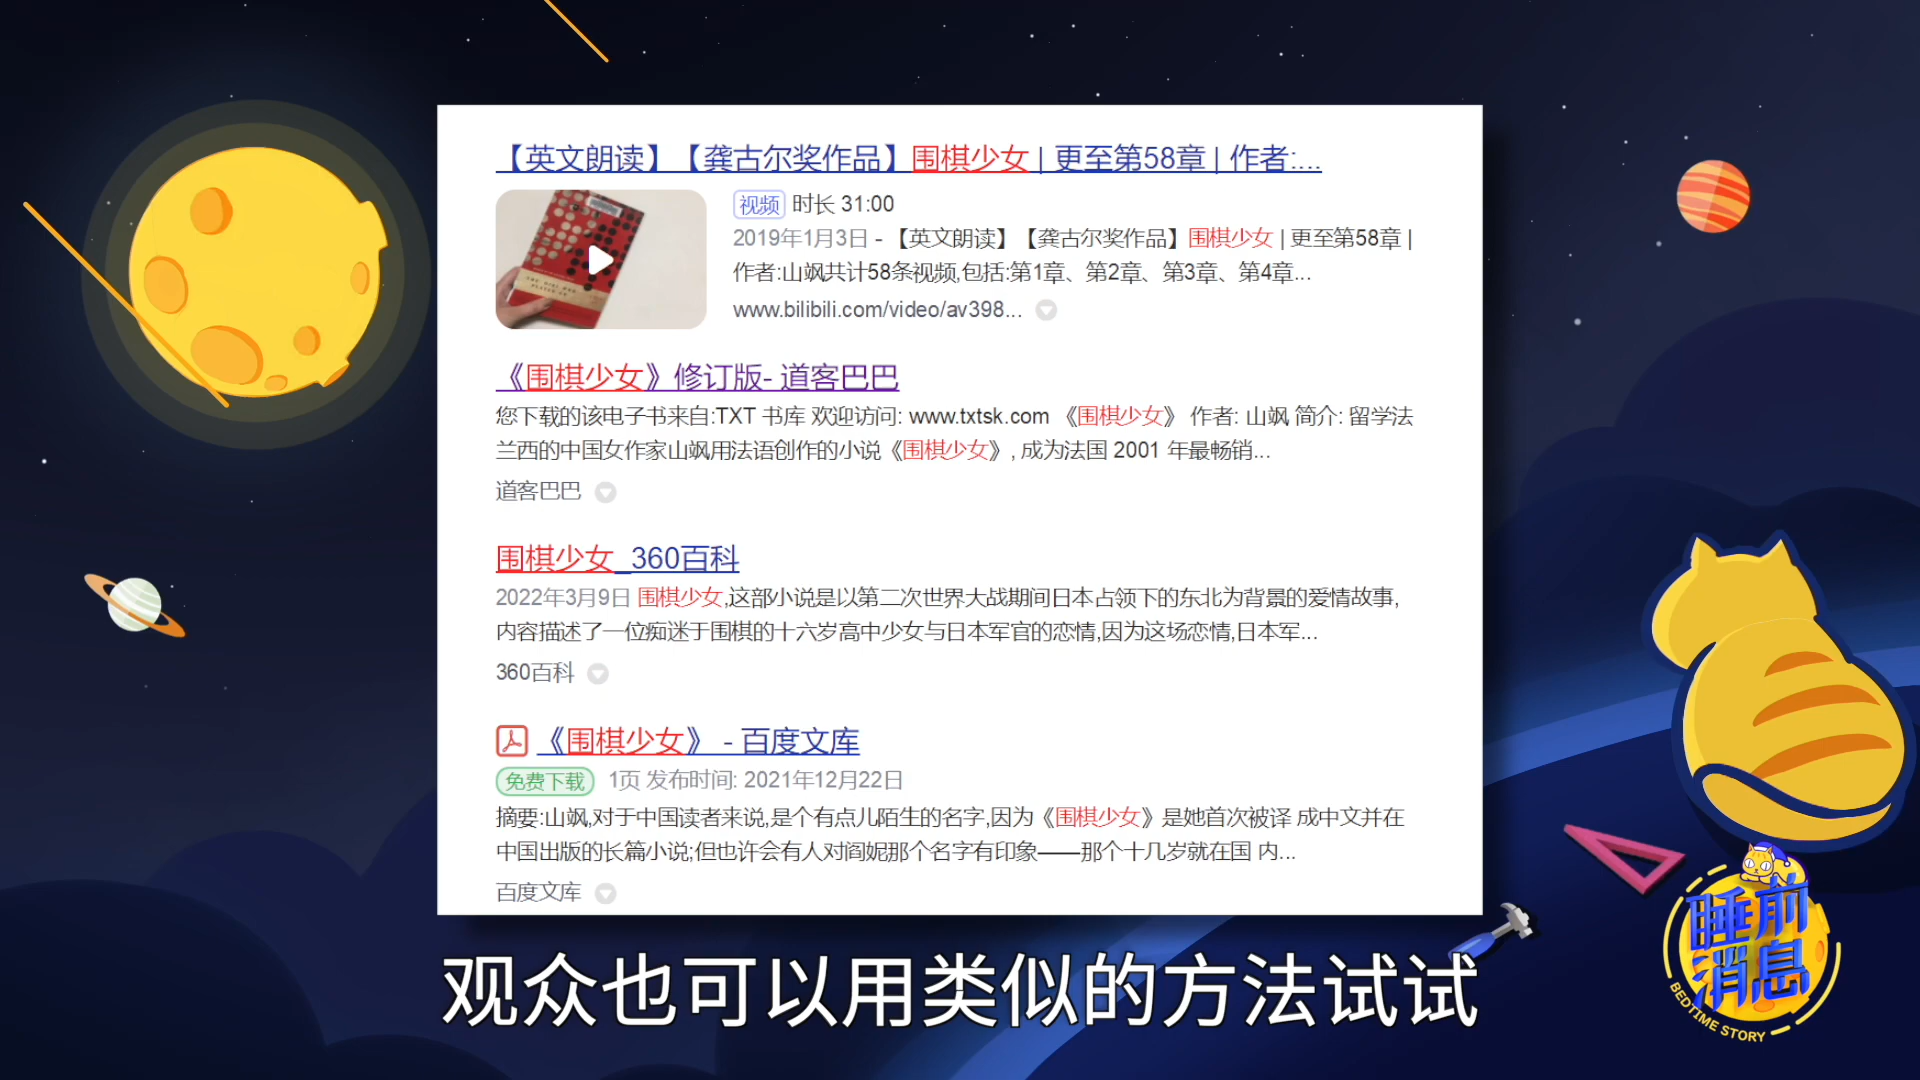 【英文朗读】【龚古尔奖作品】围棋少女 | 更至第58章 | 作者:...
视频 时长 31:00
2019年1月3日 - 【英文朗读】【龚古尔奖作品】围棋少女 | 更至第58章 |
作者:山飒共计58条视频,包括:第1章、第2章、第3章、第4章...
www.bilibili.com/video/av398...
《围棋少女》修订版- 道客巴巴
您下载的该电子书来自:TXT 书库 欢迎访问: www.txtsk.com 《围棋少女》 作者: 山飒 简介: 留学法
兰西的中国女作家山飒用法语创作的小说《围棋少女》, 成为法国 2001 年最畅销...
道客巴巴
围棋少女_360百科
2022年3月9日 围棋少女,这部小说是以第二次世界大战期间日本占领下的东北为背景的爱情故事,
内容描述了一位痴迷于围棋的十六岁高中少女与日本军官的恋情,因为这场恋情,日本军...
360百科
《围棋少女》 - 百度文库
免费下载 1页 发布时间: 2021年12月22日
摘要:山飒,对于中国读者来说,是个有点儿陌生的名字,因为《围棋少女》是她首次被译 成中文并在
中国出版的长篇小说;但也许会有人对阎妮那个名字有印象——那个十几岁就在国 内...
百度文库
睡前
消息
BEDTIME STORY
观众也可以用类似的方法试试